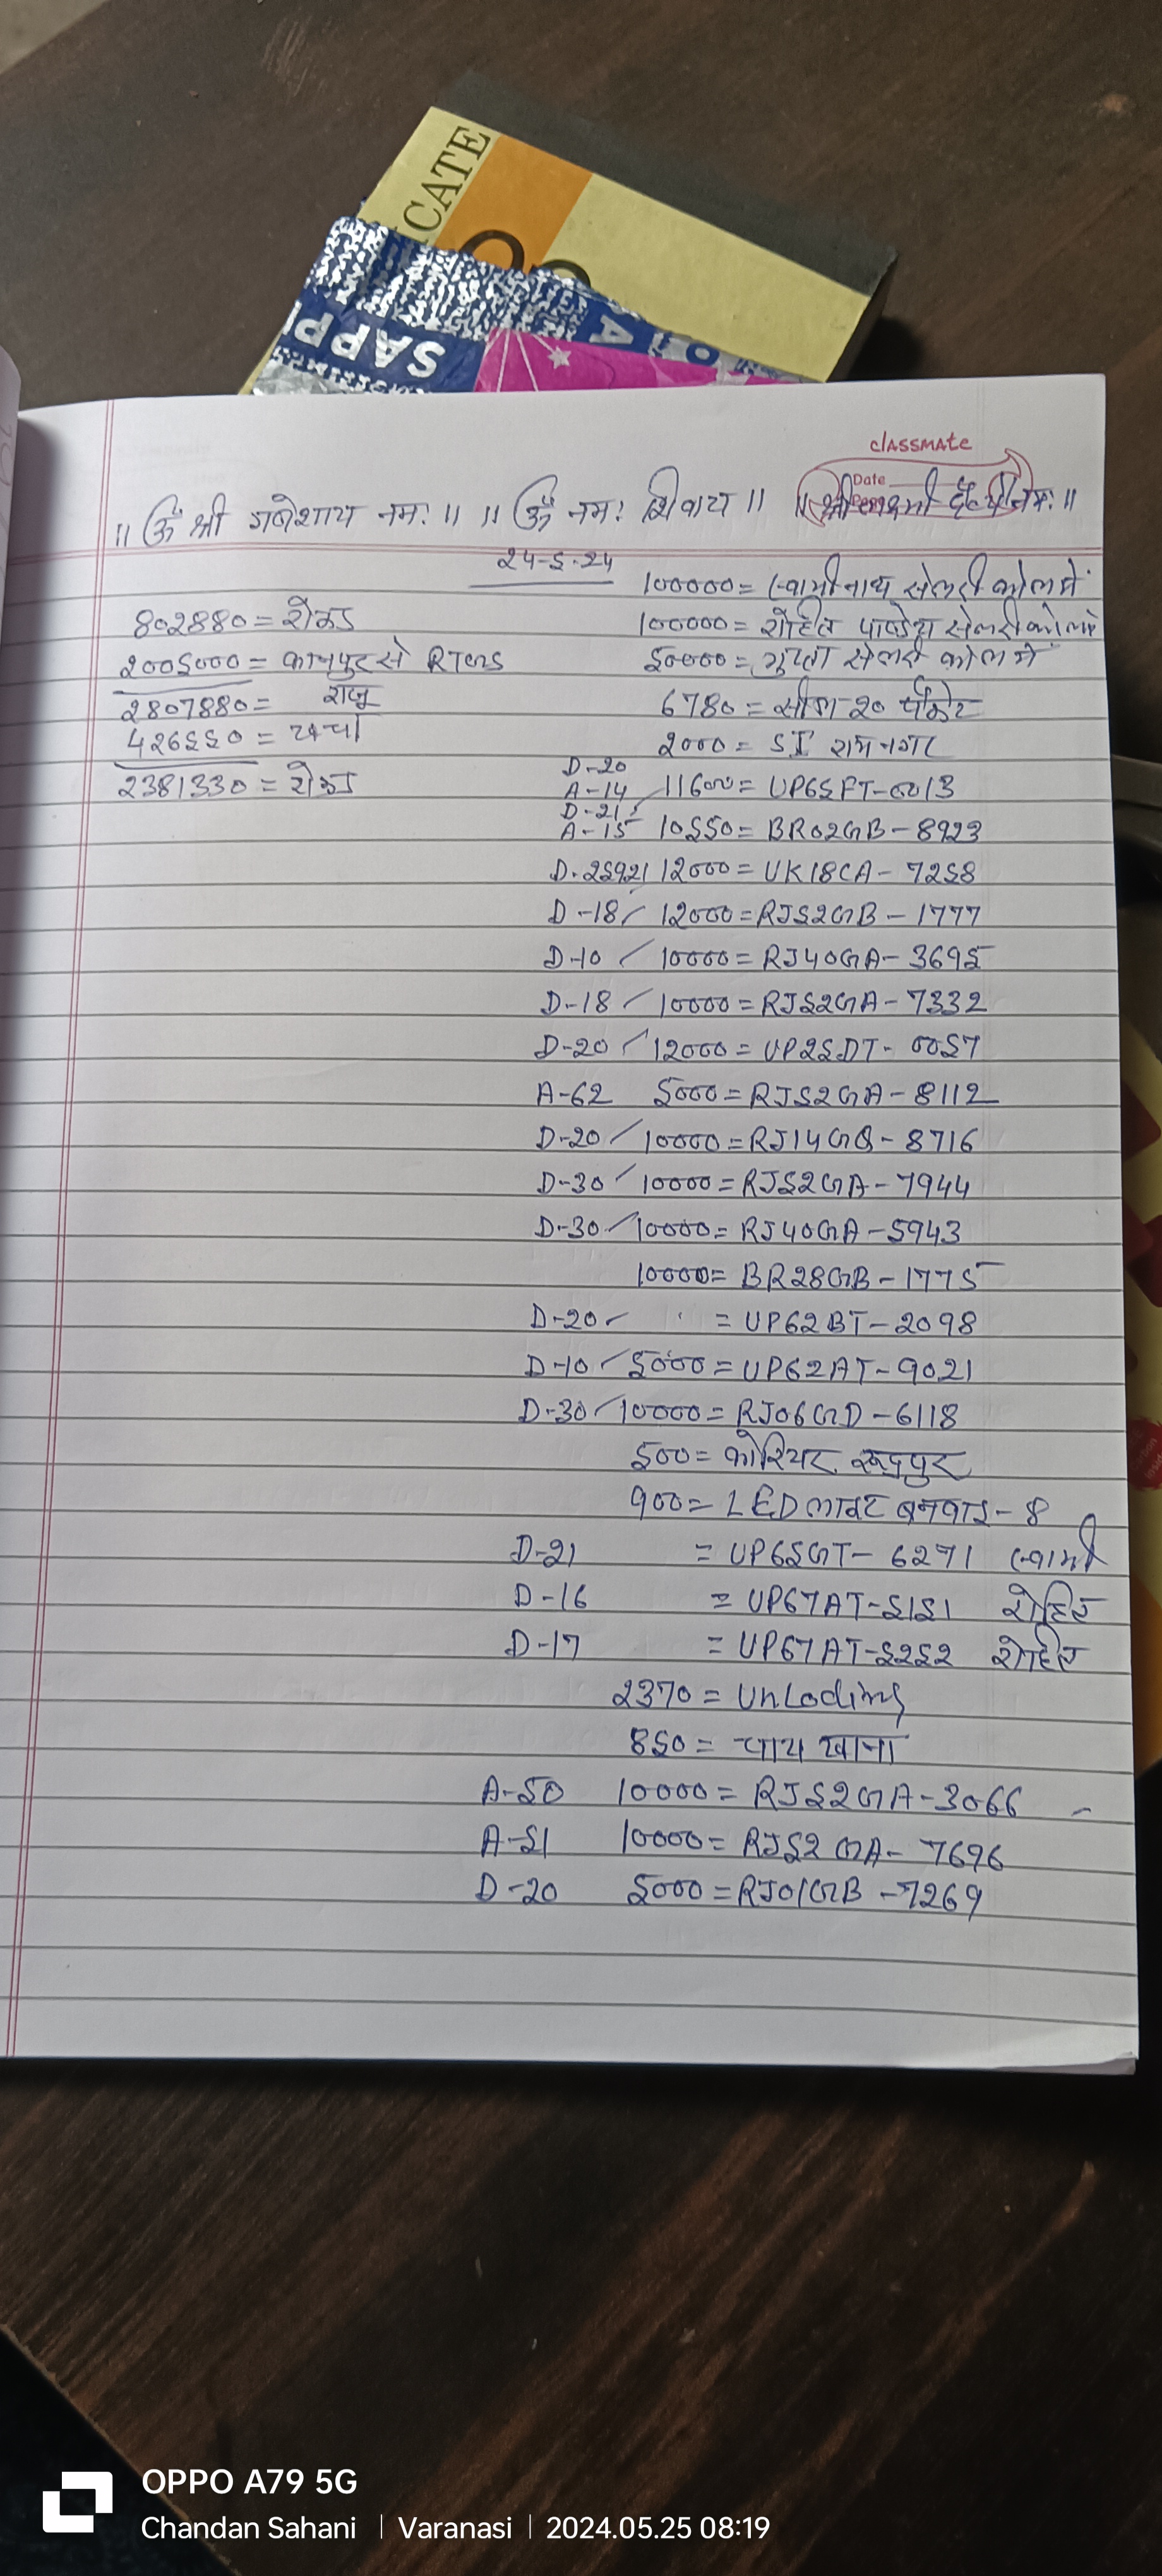 ICATE
SAPP
classmate
Date
Page
॥ ॐ श्री गणेशाय नमः ॥ ॥ ॐ नमः शिवाय ॥ ॥ श्री लक्ष्मी देव्यै नमः ॥
24-5-24
802880 = रोकड
2005000 = कानपुर से RTGS
राजू
2807880 =
426550 = खर्चा
2381330 = रोकड
100000 = स्वामीनाथ सेलरी कोलमें
100000 = रोहित पाण्डेय सेलरी कोलमे
50000 = गुप्ता सेलरी कोलमें
6780 = 20 पैकेट
2000 = SI रामनगर
D-20
A-14 11600 = UP65FT-6013
D-21
A-15 10550 = BR02GB-8923
D-25921 12000 = UK18CA-7258
D-18/ 12000 = RJ52GB-1777
D-10 / 10000 = RJ40GA-3695
D-18/ 10000 = RJ52GA-7332
D-20/ 12000 = UP25DT-0057
A-62 5000 = RJ52GA-8112
D-20/ 10000 = RJ14GQ-8716
D-30/ 10000 = RJ52GA-7944
D-30/ 10000 = RJ40GA-5943
10000 = BR28GB-1775
D-20/ = UP62BT-2098
D-10/ 5000 = UP62AT-9021
D-30/ 10000 = RJ06GD-6118
500 = कोरियर रूद्रपुर
900 = LED लाइट बनवाइ-8
D-21 = UP65GT-6271 स्वामी
D-16 = UP67AT-5151 रोहित
D-17 = UP67AT-5252 रोहित
2370 = Unloding
850 = चाय खाना
A-50 10000 = RJ52GA-3066
A-51 10000 = RJ52GA-7696
D-20 5000 = RJ01GB-7269
OPPO A79 5G
Chandan Sahani | Varanasi | 2024.05.25 08:19